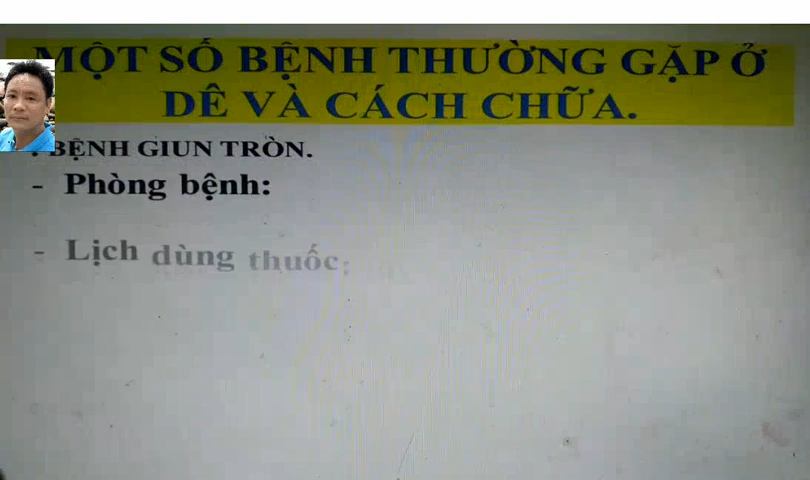 MỘT SỐ BỆNH THƯỜNG GẶP Ở
DÊ VÀ CÁCH CHỮA.
. BỆNH GIUN TRÒN.
- Phòng bệnh:
- Lịch dùng thuốc: